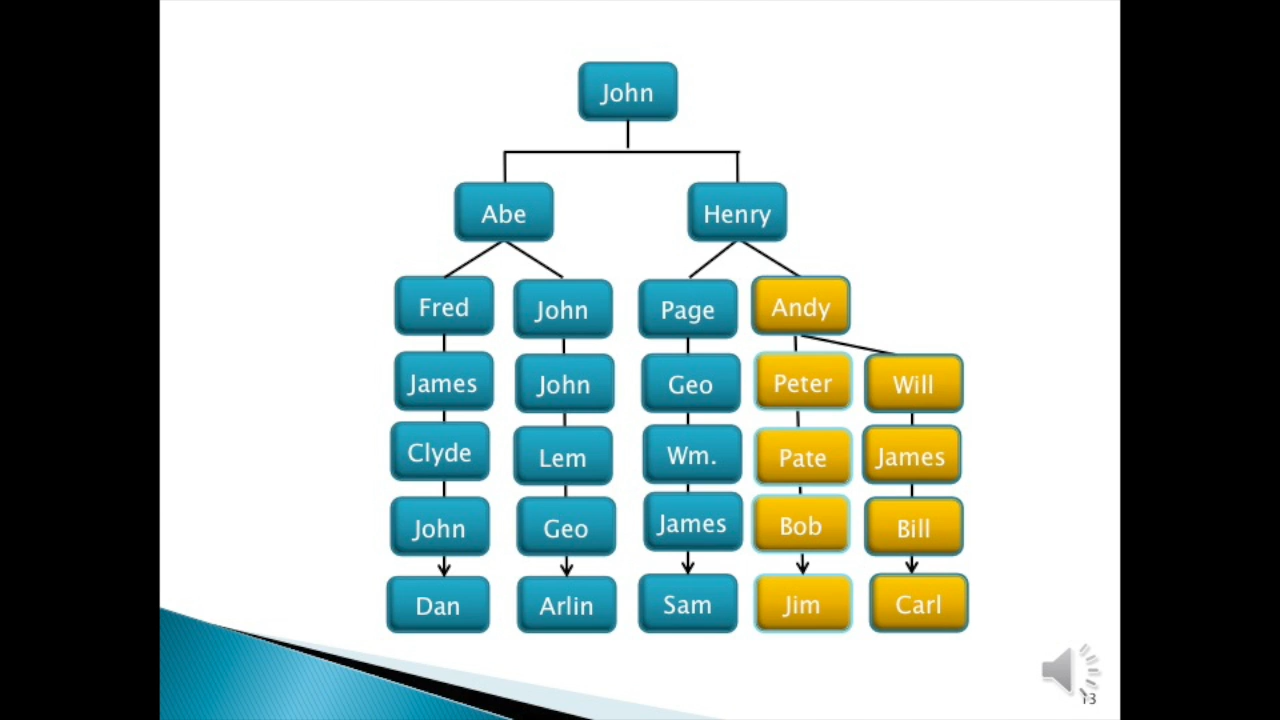 John
Abe Henry
Fred John Page Andy
James John Geo Peter Will
Clyde Lem Wm. Pate James
John Geo James Bob Bill
Dan Arlin Sam Jim Carl
13